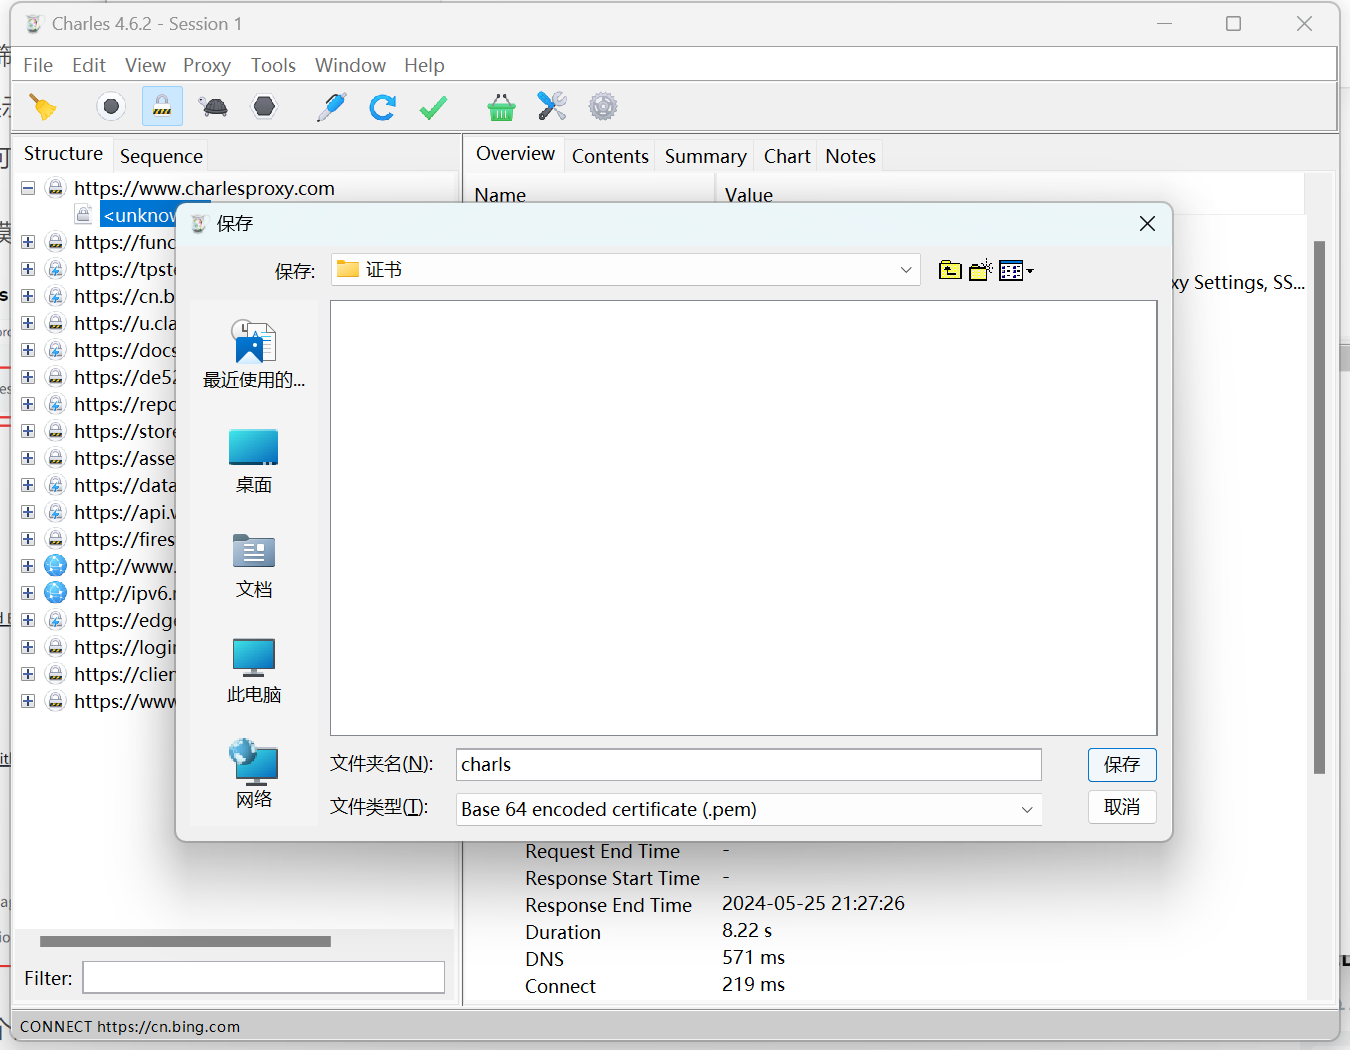 Charles 4.6.2 - Session 1
File Edit View Proxy Tools Window Help
Structure Sequence
Overview Contents Summary Chart Notes
https://www.charlesproxy.com
Name Value
保存
https://func
保存: 证书
https://tpste
xy Settings, SS...
https://cn.b
https://u.cla
https://docs
最近使用的...
https://de52
https://repo
https://store
https://asse
桌面
https://data
https://api.v
https://fires
http://www.
文档
http://ipv6.
https://edge
https://login
https://clien
此电脑
https://www
文件夹名(N): charls 保存
网络
文件类型(T): Base 64 encoded certificate (.pem) 取消
Request End Time -
Response Start Time -
Response End Time 2024-05-25 21:27:26
Duration 8.22 s
DNS 571 ms
Connect 219 ms
Filter:
CONNECT https://cn.bing.com